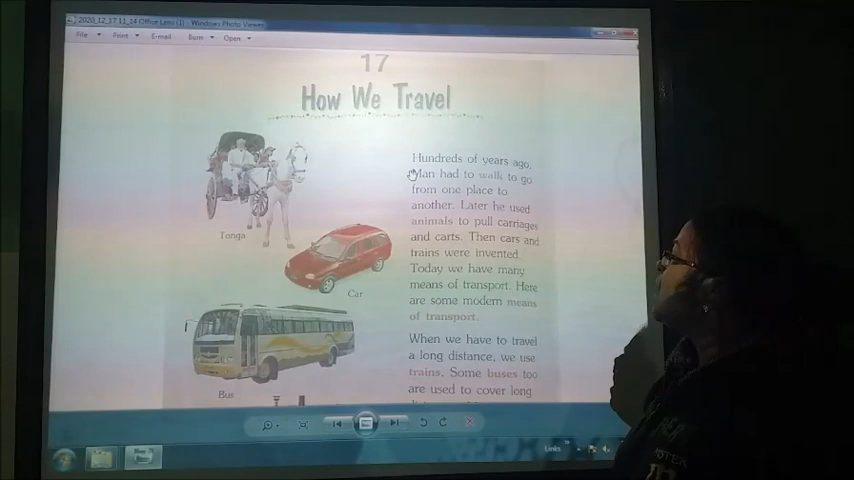 2020_12_17 11_14 Office Lens (1) - Windows Photo Viewer
File Print E-mail Burn Open
17
How We Travel
Hundreds of years ago,
Man had to walk to go
from one place to
another. Later he used
animals to pull carriages
and carts. Then cars and
trains were invented.
Today we have many
means of transport. Here
are some modern means
of transport.
When we have to travel
a long distance, we use
trains. Some buses too
are used to cover long
Tonga
Car
Bus
Links